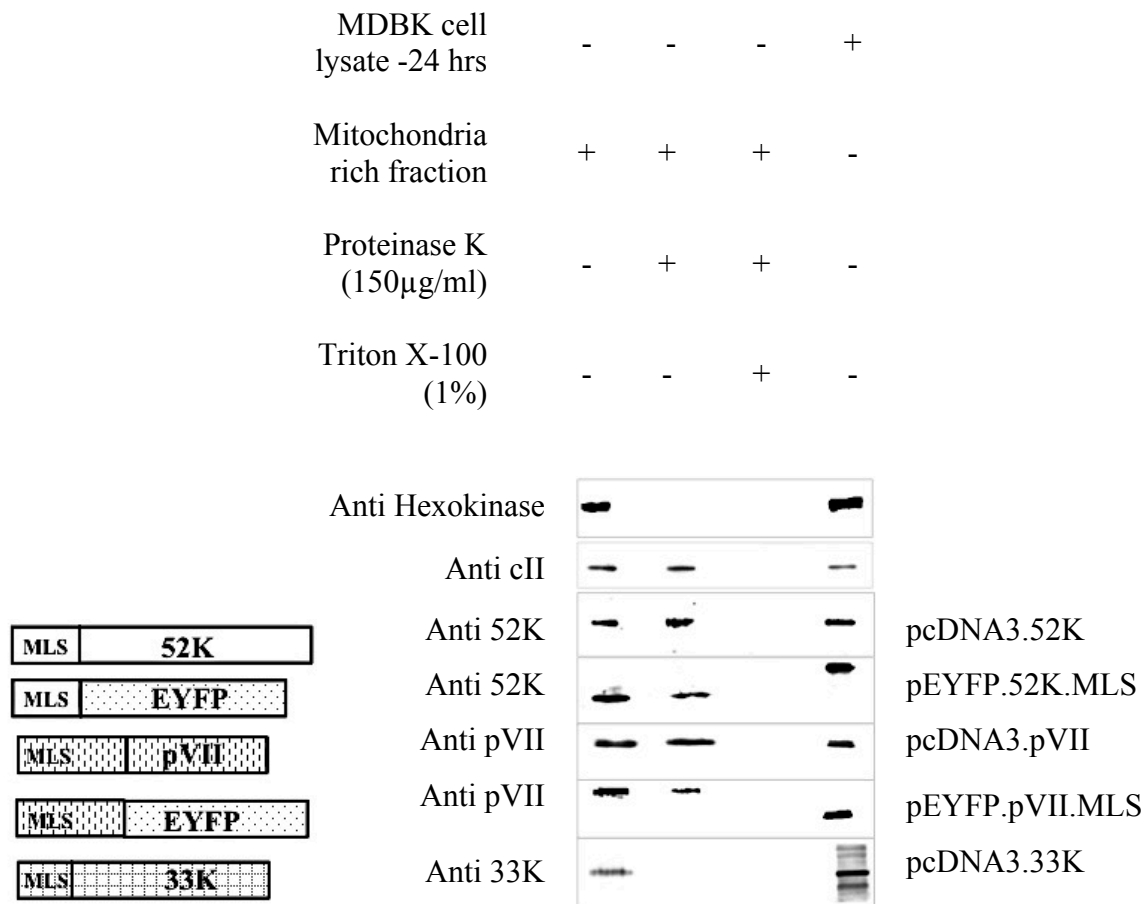 MDBK cell
lysate -24 hrs - - - +
Mitochondria
rich fraction + + + -
Proteinase K
(150µg/ml) - + + -
Triton X-100
(1%) - - + -
Anti Hexokinase
Anti cII
MLS 52K Anti 52K pcDNA3.52K
MLS EYFP Anti 52K pEYFP.52K.MLS
MLS pVII Anti pVII pcDNA3.pVII
MLS EYFP Anti pVII pEYFP.pVII.MLS
MLS 33K Anti 33K pcDNA3.33K